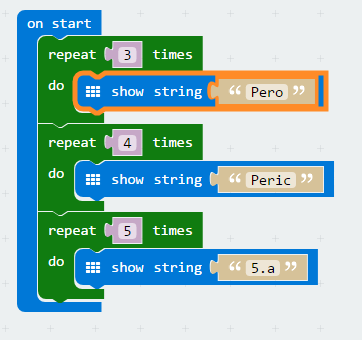 on start
repeat 3 times
do show string “ Pero ”
repeat 4 times
do show string “ Peric ”
repeat 5 times
do show string “ 5.a ”